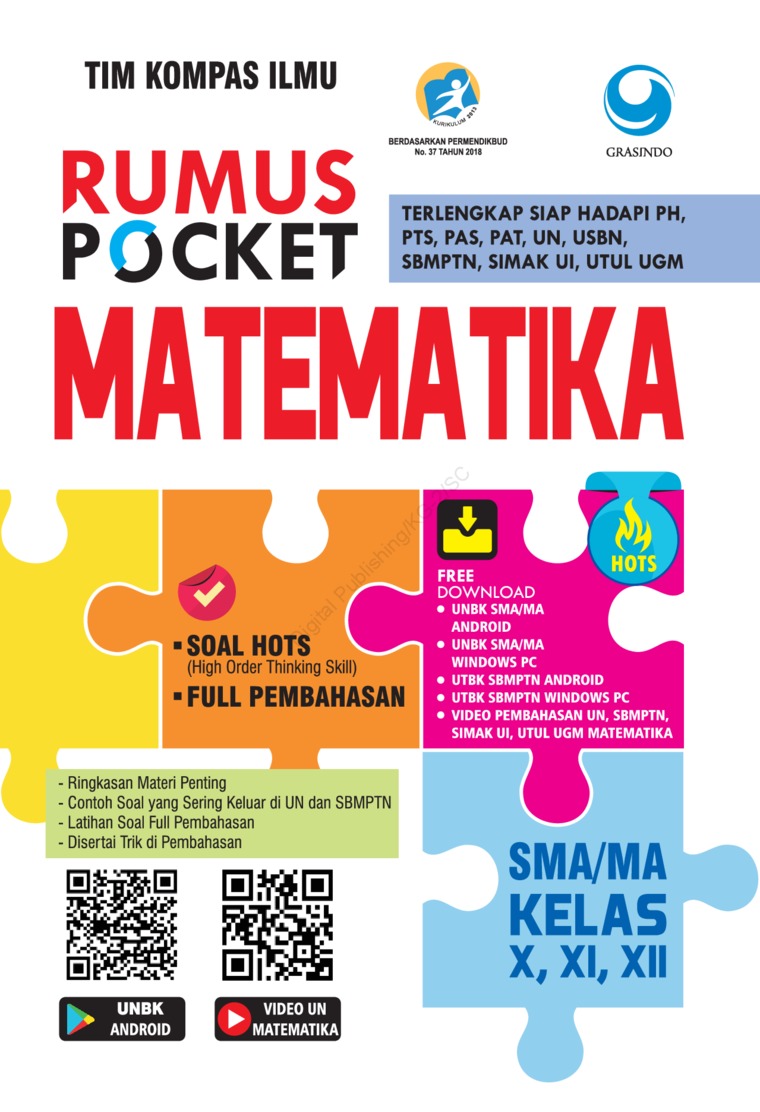 TIM KOMPAS ILMU
KURIKULUM 2013
BERDASARKAN PERMENDIKBUD
No. 37 TAHUN 2018
GRASINDO
RUMUS
POCKET
TERLENGKAP SIAP HADAPI PH,
PTS, PAS, PAT, UN, USBN,
SBMPTN, SIMAK UI, UTUL UGM
MATEMATIKA
HOTS
FREE
DOWNLOAD
• UNBK SMA/MA
ANDROID
• UNBK SMA/MA
WINDOWS PC
• UTBK SBMPTN ANDROID
• UTBK SBMPTN WINDOWS PC
• VIDEO PEMBAHASAN UN, SBMPTN,
SIMAK UI, UTUL UGM MATEMATIKA
▪ SOAL HOTS
(High Order Thinking Skill)
▪ FULL PEMBAHASAN
- Ringkasan Materi Penting
- Contoh Soal yang Sering Keluar di UN dan SBMPTN
- Latihan Soal Full Pembahasan
- Disertai Trik di Pembahasan
SMA/MA
KELAS
X, XI, XII
UNBK
ANDROID
VIDEO UN
MATEMATIKA